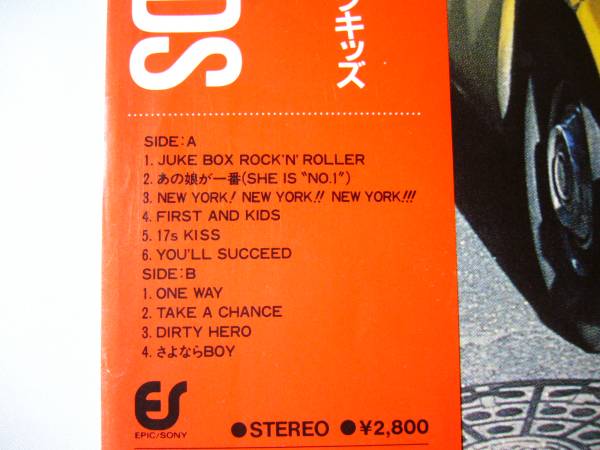 DS
キッズ
SIDE:A
1. JUKE BOX ROCK'N'ROLLER
2. あの娘が一番(SHE IS "NO.1")
3. NEW YORK! NEW YORK!! NEW YORK!!!
4. FIRST AND KIDS
5. 17s KISS
6. YOU'LL SUCCEED
SIDE:B
1. ONE WAY
2. TAKE A CHANCE
3. DIRTY HERO
4. さよならBOY
ES
EPIC/SONY
●STEREO ●¥2,800